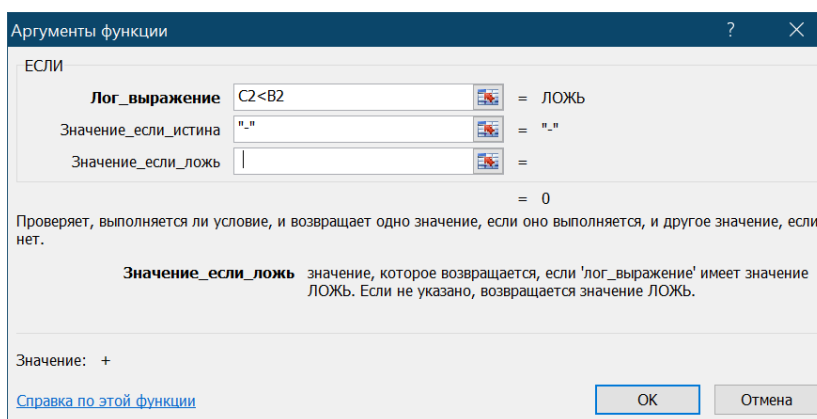 Аргументы функции ? ×
ЕСЛИ
Лог_выражение C2<B2 = ЛОЖЬ
Значение_если_истина "-" = "-"
Значение_если_ложь =
= 0
Проверяет, выполняется ли условие, и возвращает одно значение, если оно выполняется, и другое значение, если
нет.
Значение_если_ложь значение, которое возвращается, если 'лог_выражение' имеет значение
ЛОЖЬ. Если не указано, возвращается значение ЛОЖЬ.
Значение: +
Справка по этой функции OK Отмена